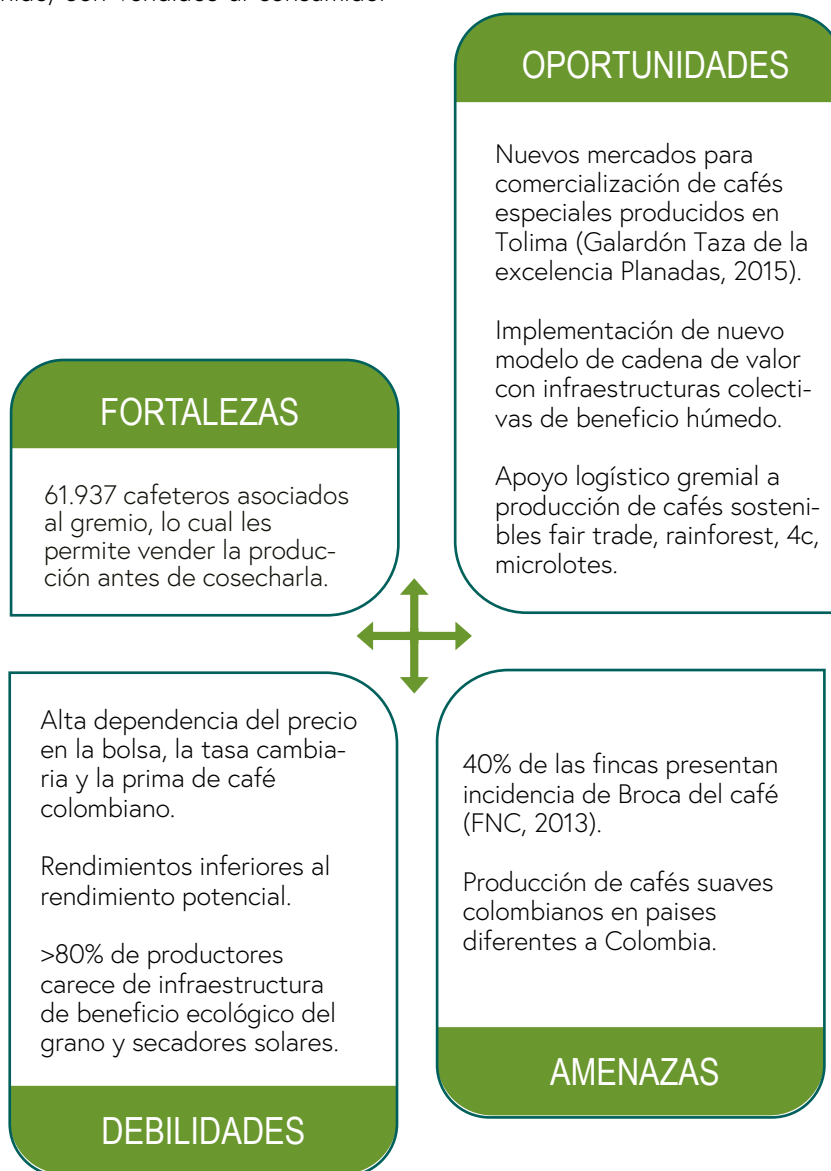 son vendidos al
OPORTUNIDADES
Nuevos mercados para
comercialización de cafés
especiales producidos en
Tolima (Galardón Taza de la
excelencia Planadas, 2015).
Implementación de nuevo
modelo de cadena de valor
con infraestructuras colecti-
vas de beneficio húmedo.
Apoyo logístico gremial a
producción de cafés sosteni-
bles fair trade, rainforest, 4c,
microlotes.
FORTALEZAS
61.937 cafeteros asociados
al gremio, lo cual les
permite vender la produc-
ción antes de cosecharla.
Alta dependencia del precio
en la bolsa, la tasa cambia-
ria y la prima de café
colombiano.
Rendimientos inferiores al
rendimiento potencial.
>80% de productores
carece de infraestructura
de beneficio ecológico del
grano y secadores solares.
DEBILIDADES
40% de las fincas presentan
incidencia de Broca del café
(FNC, 2013).
Producción de cafés suaves
colombianos en paises
diferentes a Colombia.
AMENAZAS